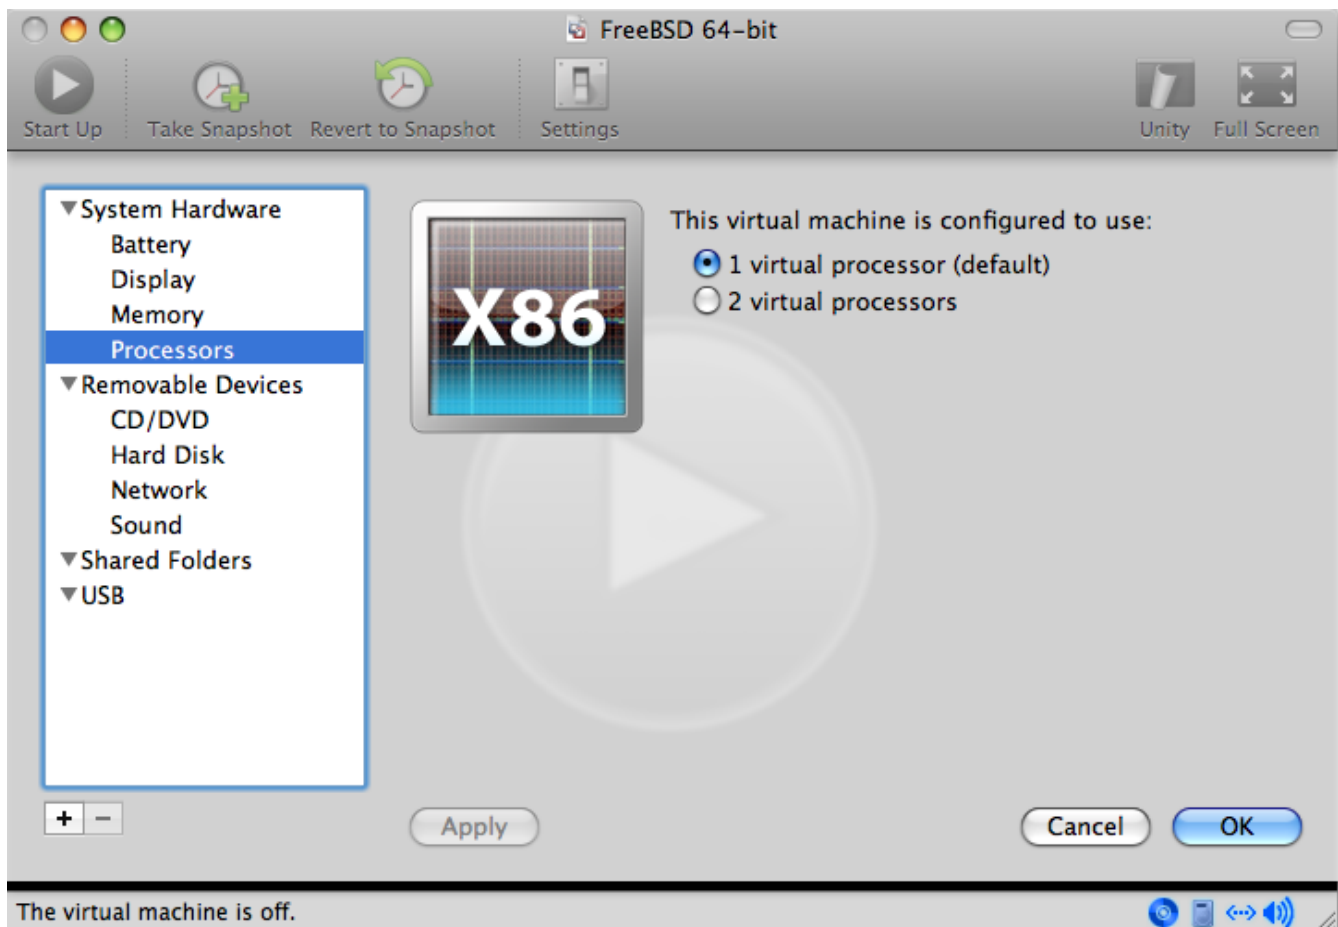 FreeBSD 64-bit
Start Up Take Snapshot Revert to Snapshot Settings Unity Full Screen
System Hardware
Battery
Display
Memory
Processors
Removable Devices
CD/DVD
Hard Disk
Network
Sound
Shared Folders
USB
X86
This virtual machine is configured to use:
1 virtual processor (default)
2 virtual processors
+ −
Apply Cancel OK
The virtual machine is off.